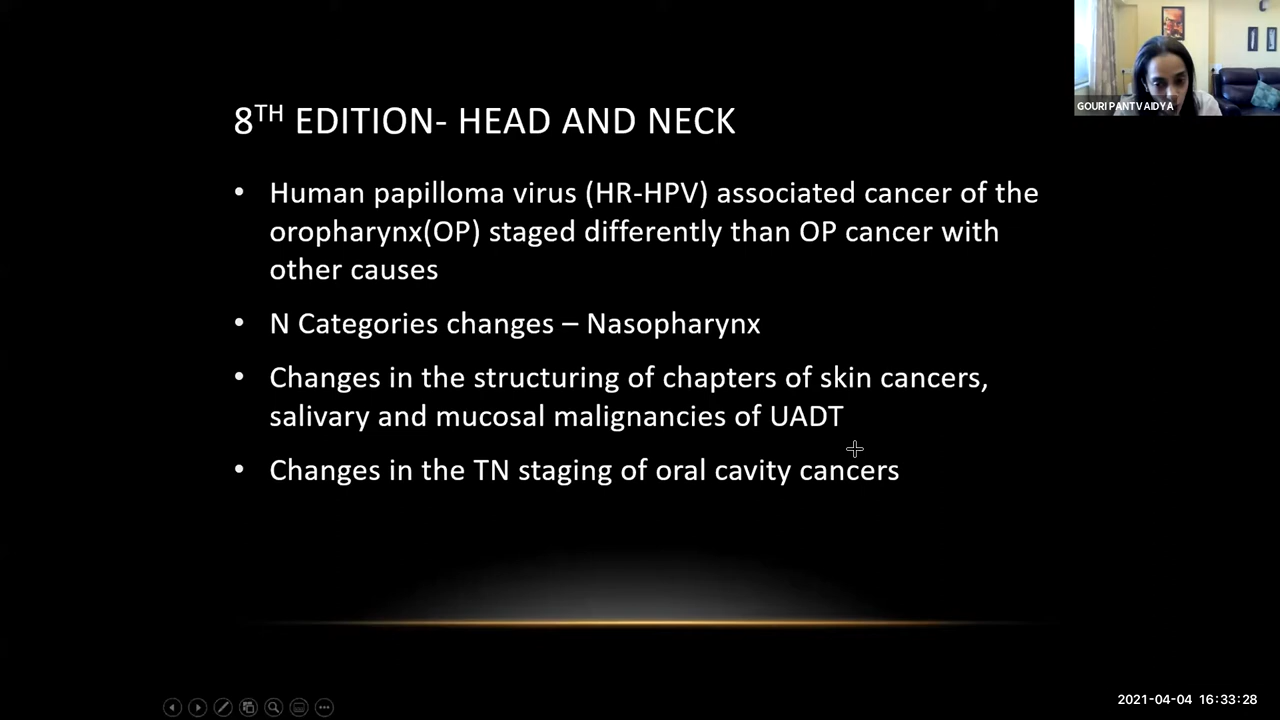 GOURI PANTVAIDYA
8TH EDITION- HEAD AND NECK
• Human papilloma virus (HR-HPV) associated cancer of the
oropharynx(OP) staged differently than OP cancer with
other causes
• N Categories changes – Nasopharynx
• Changes in the structuring of chapters of skin cancers,
salivary and mucosal malignancies of UADT
• Changes in the TN staging of oral cavity cancers
2021-04-04 16:33:28